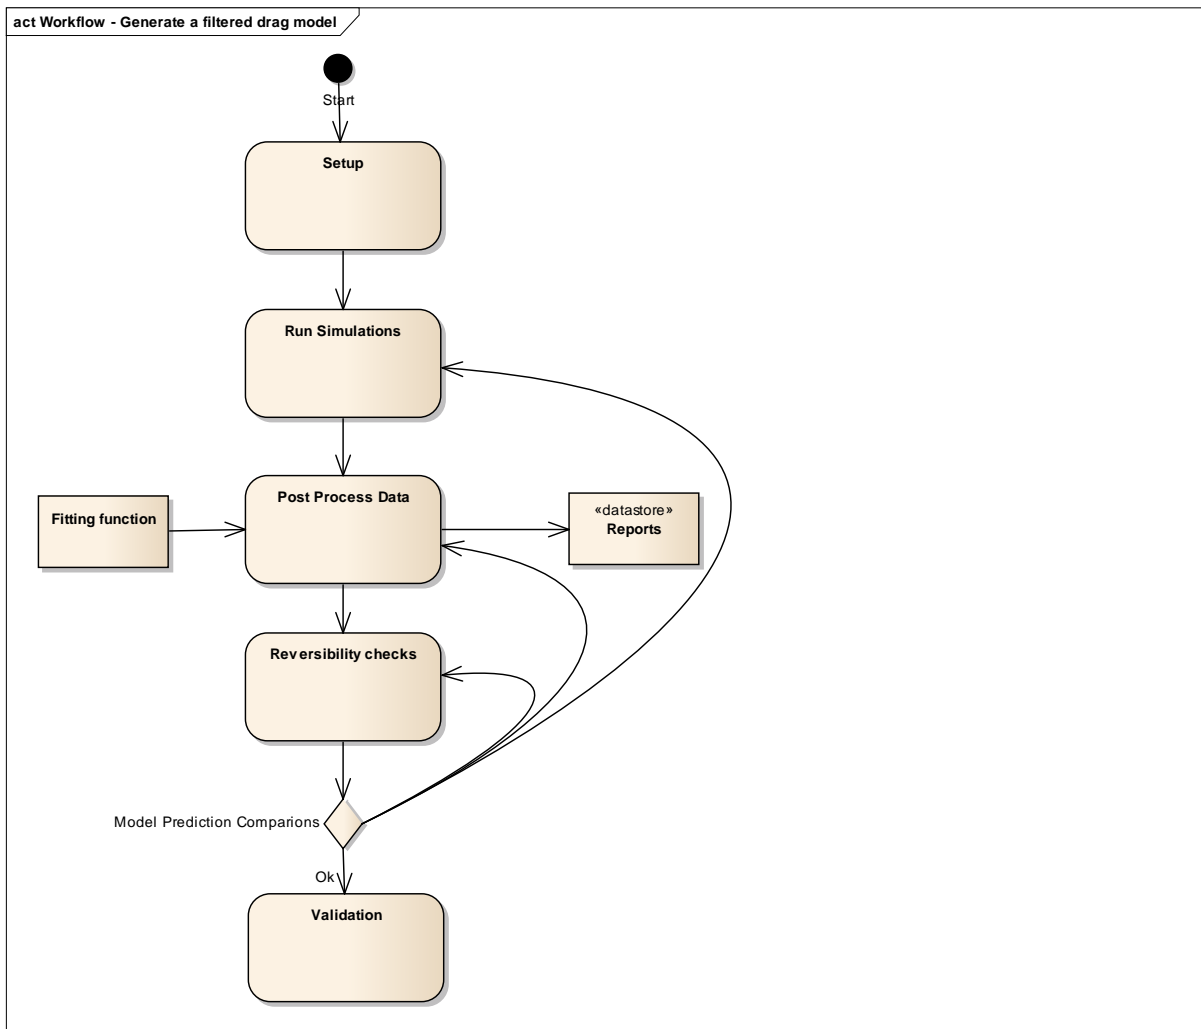 act Workflow - Generate a filtered drag model
Start
Setup
Run Simulations
Post Process Data
Fitting function
«datastore»
Reports
Reversibility checks
Model Prediction Comparions
Ok
Validation